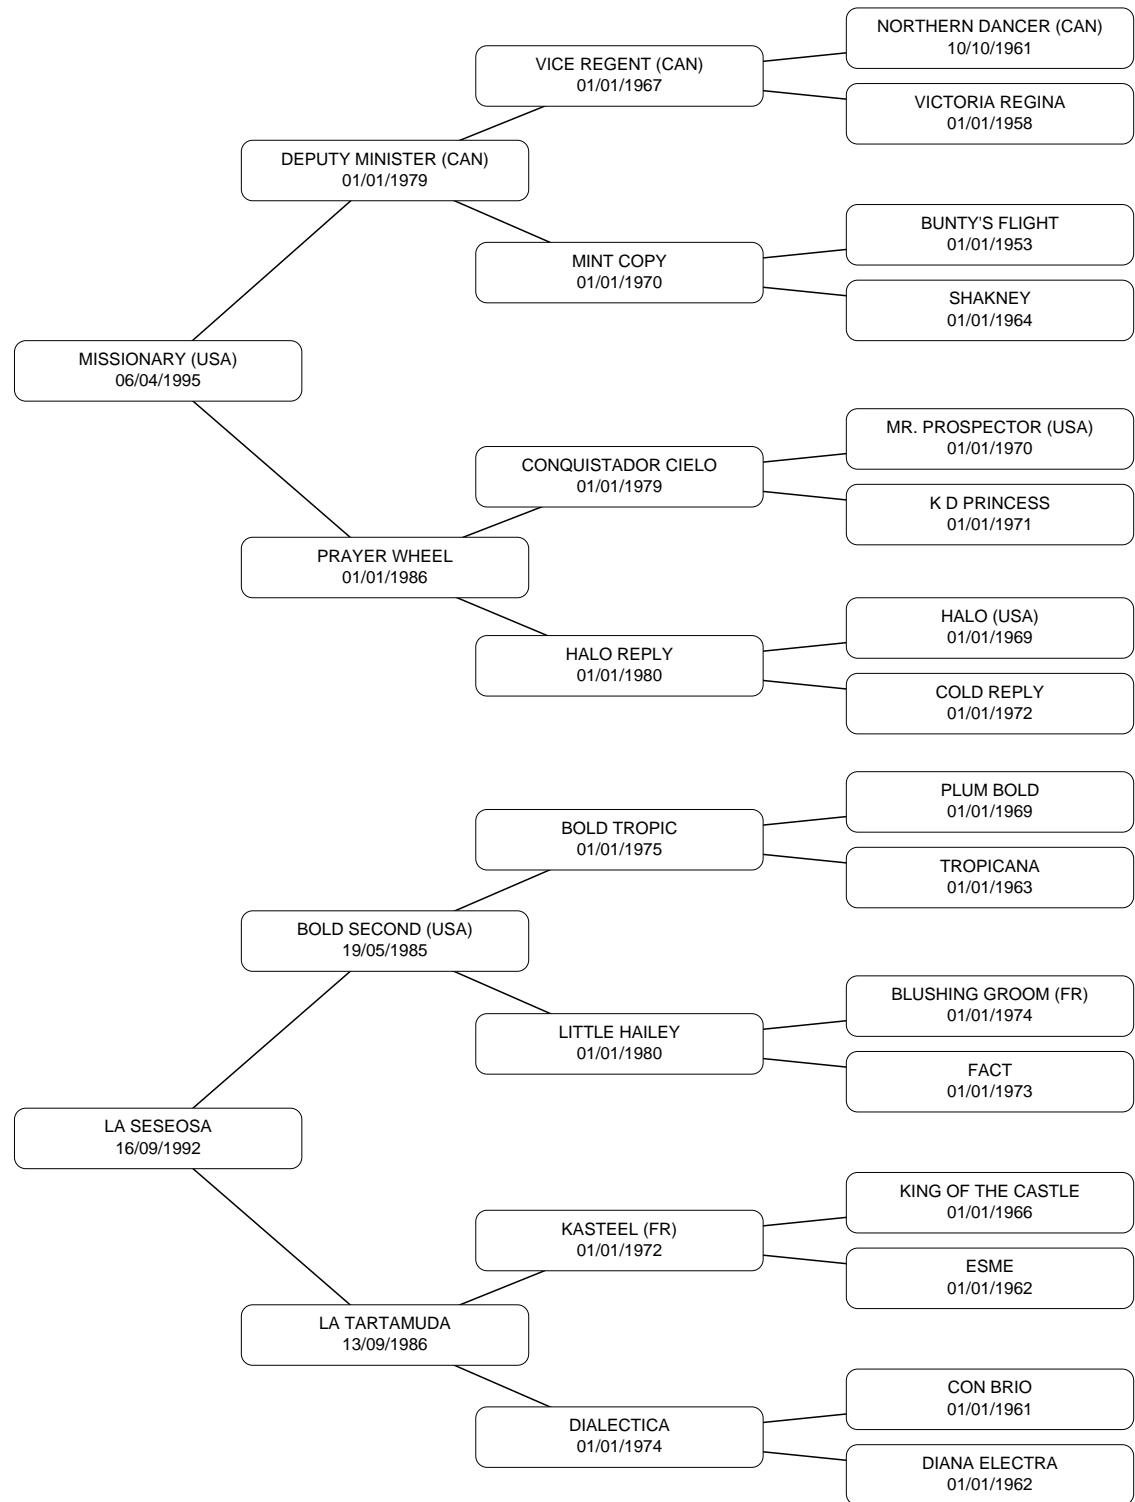 NORTHERN DANCER (CAN)
10/10/1961
VICE REGENT (CAN)
01/01/1967
VICTORIA REGINA
01/01/1958
DEPUTY MINISTER (CAN)
01/01/1979
BUNTY'S FLIGHT
01/01/1953
MINT COPY
01/01/1970
SHAKNEY
01/01/1964
MISSIONARY (USA)
06/04/1995
MR. PROSPECTOR (USA)
01/01/1970
CONQUISTADOR CIELO
01/01/1979
K D PRINCESS
01/01/1971
PRAYER WHEEL
01/01/1986
HALO (USA)
01/01/1969
HALO REPLY
01/01/1980
COLD REPLY
01/01/1972
PLUM BOLD
01/01/1969
BOLD TROPIC
01/01/1975
TROPICANA
01/01/1963
BOLD SECOND (USA)
19/05/1985
BLUSHING GROOM (FR)
01/01/1974
LITTLE HAILEY
01/01/1980
FACT
01/01/1973
LA SESEOSA
16/09/1992
KING OF THE CASTLE
01/01/1966
KASTEEL (FR)
01/01/1972
ESME
01/01/1962
LA TARTAMUDA
13/09/1986
CON BRIO
01/01/1961
DIALECTICA
01/01/1974
DIANA ELECTRA
01/01/1962